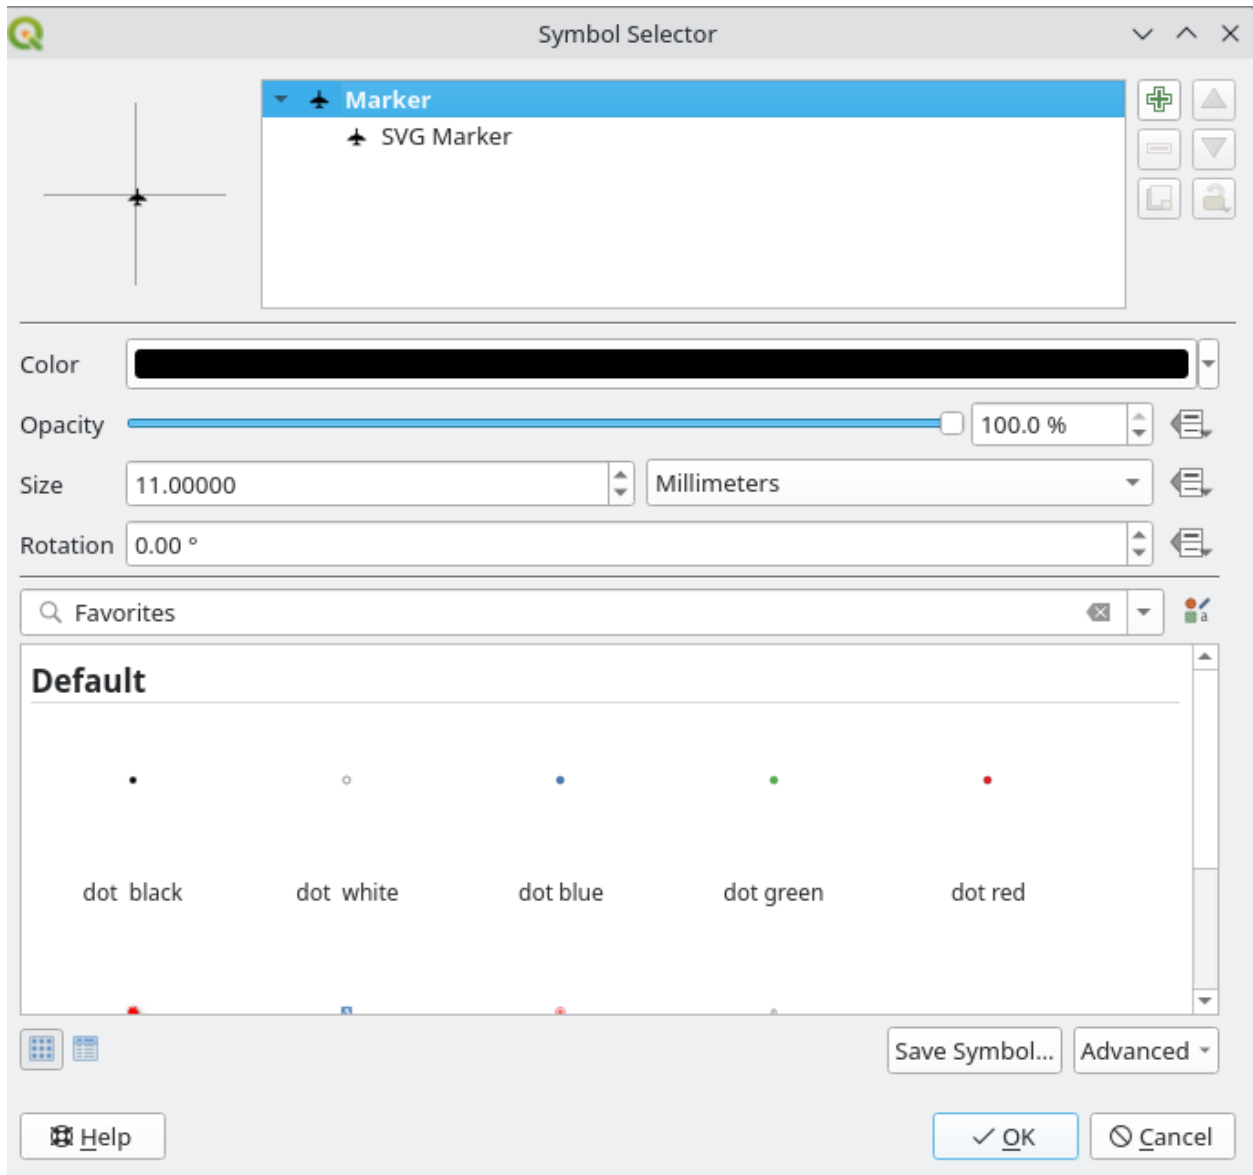 Symbol Selector
Marker
SVG Marker
Color
Opacity 100.0 %
Size 11.00000 Millimeters
Rotation 0.00 °
Favorites
a
Default
dot black dot white dot blue dot green dot red
Save Symbol... Advanced
Help OK Cancel